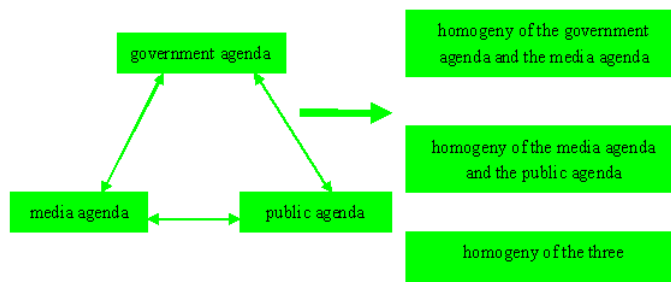 government agenda
media agenda
public agenda
homogeny of the government
agenda and the media agenda
homogeny of the media agenda
and the public agenda
homogeny of the three